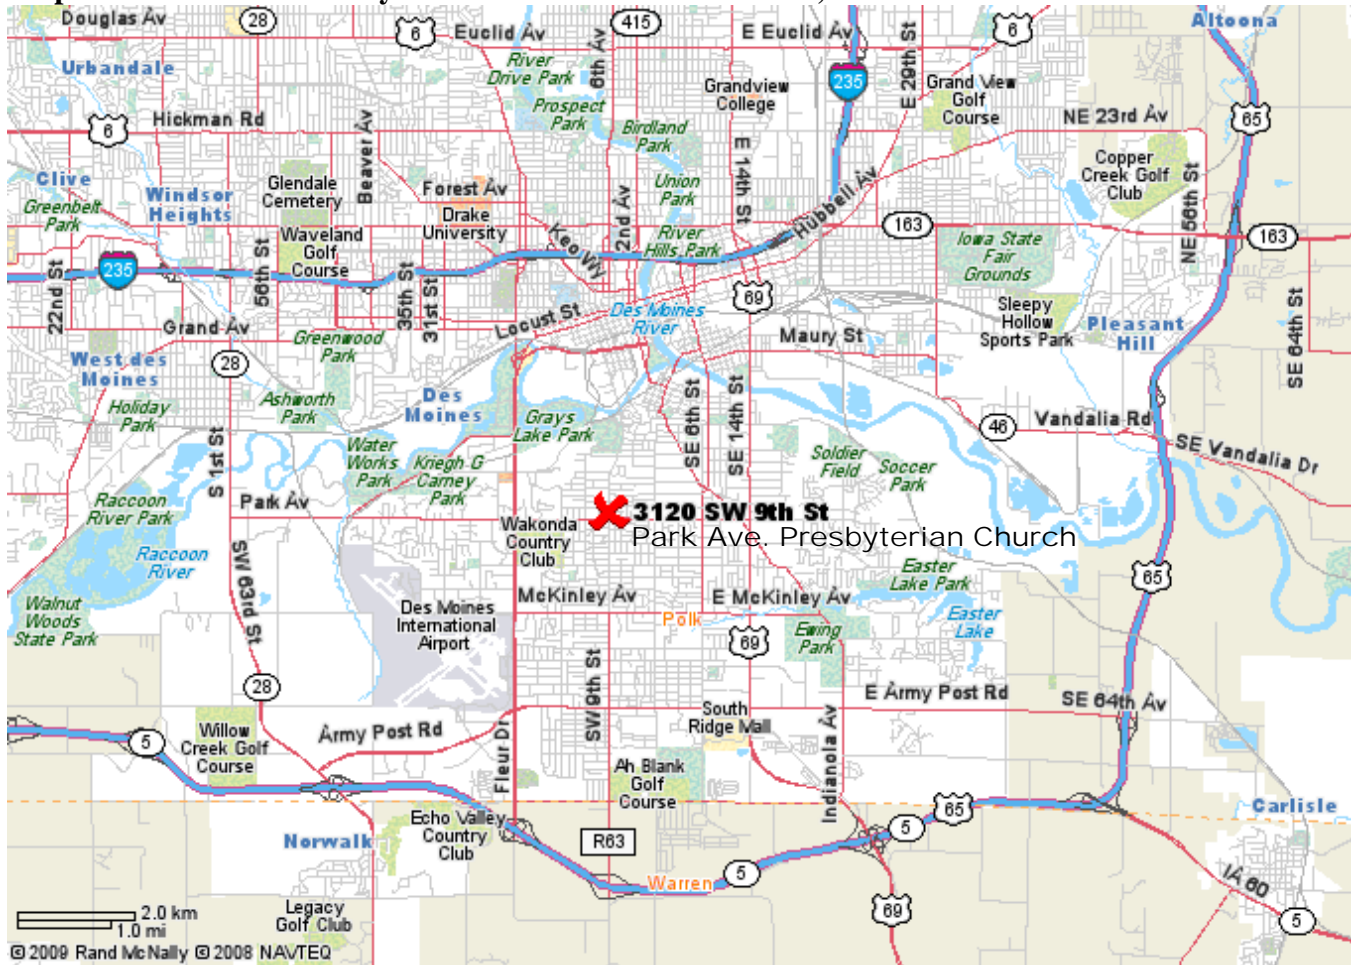 Douglas Av
28
6
Euclid Av
6th Av
415
E Euclid Av
6
Altoona
Urbandale
River
Drive Park
Prospect
Park
Grandview
College
235
E 29th St
Grand View
Golf
Course
65
6
Hickman Rd
Beaver Av
Birdland
Park
E 14th St
NE 23rd Av
Clive
Greenbelt
Park
Windsor
Heights
Glendale
Cemetery
Forest Av
Drake
University
Union
Park
Hubbell Av
Copper
Creek Golf
Club
NE 56th St
Waveland
Golf
Course
Keo Wy
2nd Av
River
Hills Park
163
Iowa State
Fair
Grounds
163
22nd St
235
56th St
35th St
31st St
69
Grand Av
Greenwood
Park
Locust St
Des Moines
River
Maury St
Sleepy
Hollow
Sports Park
Pleasant
Hill
SE 64th St
West des
Moines
28
Holiday
Park
Ashworth
Park
Des
Moines
Grays
Lake Park
SE 6th St
SE 14th St
46
Vandalia Rd
SE Vandalia Dr
S 1st St
Water
Works
Park
Kriegh G
Carney
Park
Soldier
Field
Soccer
Park
Raccoon
River Park
Park Av
Wakonda
Country
Club
3120 SW 9th St
Park Ave. Presbyterian Church
Raccoon
River
SW 63rd St
65
Easter
Lake Park
Walnut
Woods
State Park
Des Moines
International
Airport
McKinley Av
Polk
E McKinley Av
Easter
Lake
69
Ewing
Park
28
SW 9th St
E Army Post Rd
SE 64th Av
5
Willow
Creek Golf
Course
Army Post Rd
Fleur Dr
South
Ridge Mall
Indianola Av
Ah Blank
Golf
Course
Echo Valley
Country
Club
65
Carlisle
Norwalk
R63
5
Warren
5
IA 60
69
5
Legacy
Golf Club
2.0 km
1.0 mi
© 2009 Rand McNally © 2008 NAVTEQ